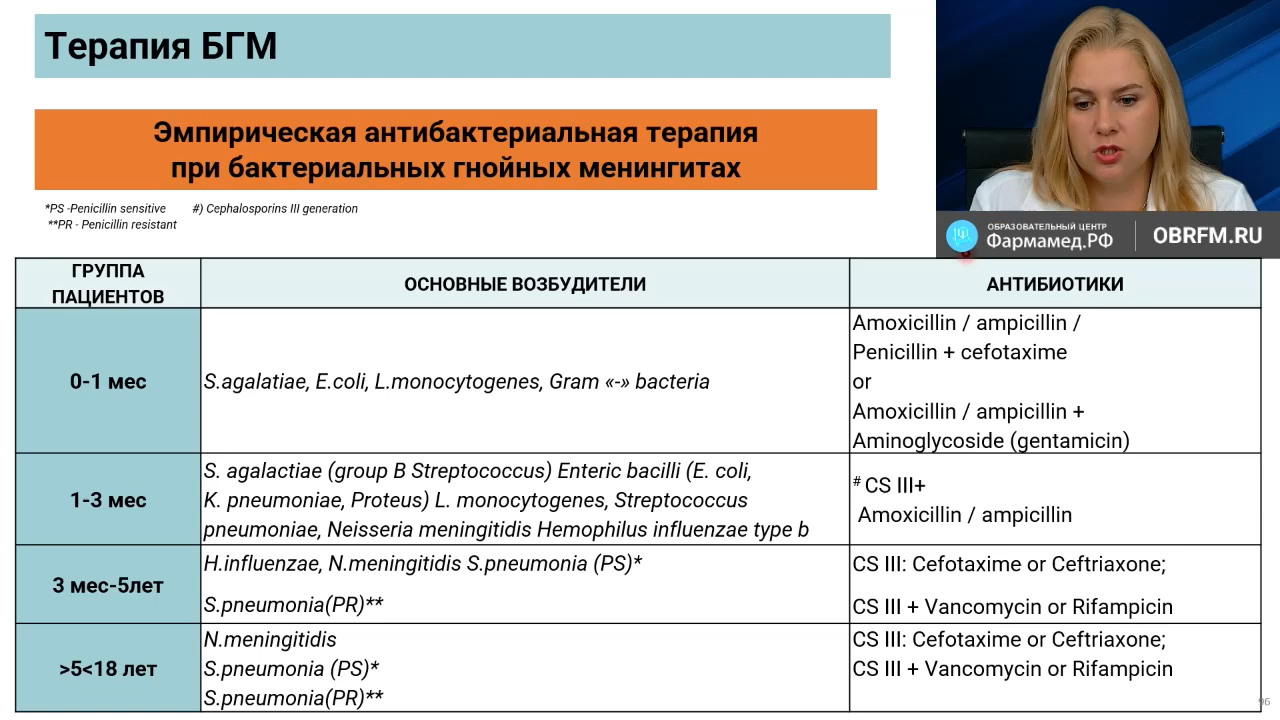 Терапия БГМ
Эмпирическая антибактериальная терапия
при бактериальных гнойных менингитах
*PS -Penicillin sensitive #) Cephalosporins III generation
**PR - Penicillin resistant
ОБРАЗОВАТЕЛЬНЫЙ ЦЕНТР
Фармамед.РФ
OBRFM.RU
ГРУППА
ПАЦИЕНТОВ
ОСНОВНЫЕ ВОЗБУДИТЕЛИ
АНТИБИОТИКИ
0-1 мес
S.agalatiae, E.coli, L.monocytogenes, Gram «-» bacteria
Amoxicillin / ampicillin /
Penicillin + cefotaxime
or
Amoxicillin / ampicillin +
Aminoglycoside (gentamicin)
1-3 мес
S. agalactiae (group B Streptococcus) Enteric bacilli (E. coli,
K. pneumoniae, Proteus) L. monocytogenes, Streptococcus
pneumoniae, Neisseria meningitidis Hemophilus influenzae type b
# CS III+
Amoxicillin / ampicillin
3 мес-5лет
H.influenzae, N.meningitidis S.pneumonia (PS)*
S.pneumonia(PR)**
CS III: Cefotaxime or Ceftriaxone;
CS III + Vancomycin or Rifampicin
>5<18 лет
N.meningitidis
S.pneumonia (PS)*
S.pneumonia(PR)**
CS III: Cefotaxime or Ceftriaxone;
CS III + Vancomycin or Rifampicin
96